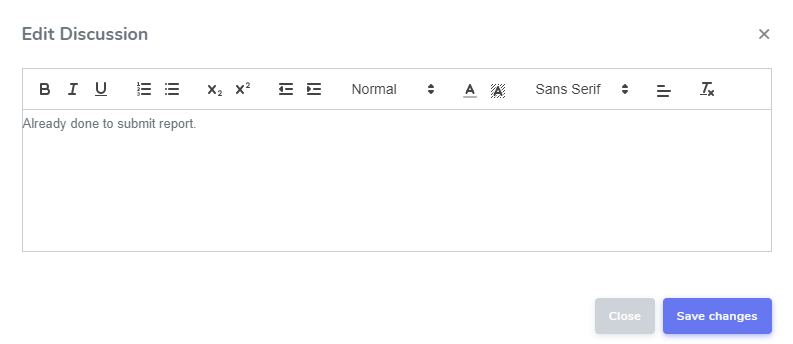 Edit Discussion
Normal
Sans Serif
Already done to submit report.
Close
Save changes